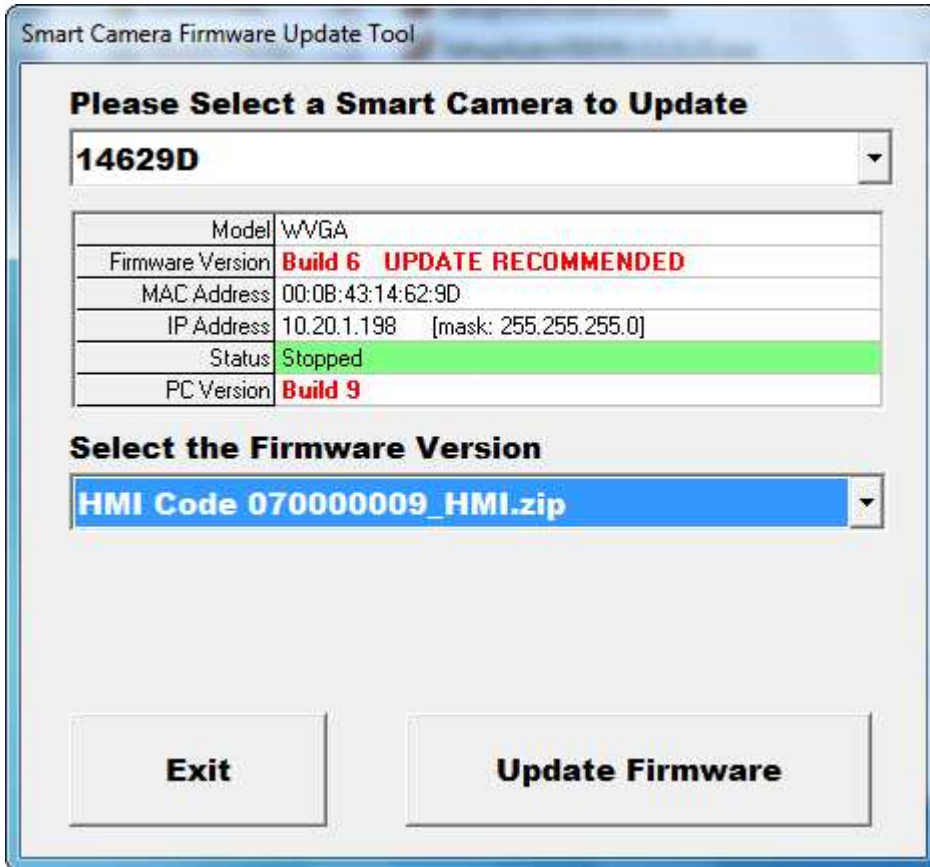 Smart Camera Firmware Update Tool
Please Select a Smart Camera to Update
14629D
Model WVGA
Firmware Version Build 6 UPDATE RECOMMENDED
MAC Address 00:0B:43:14:62:9D
IP Address 10.20.1.198 [mask: 255.255.255.0]
Status Stopped
PC Version Build 9
Select the Firmware Version
HMI Code 070000009_HMI.zip
Exit Update Firmware